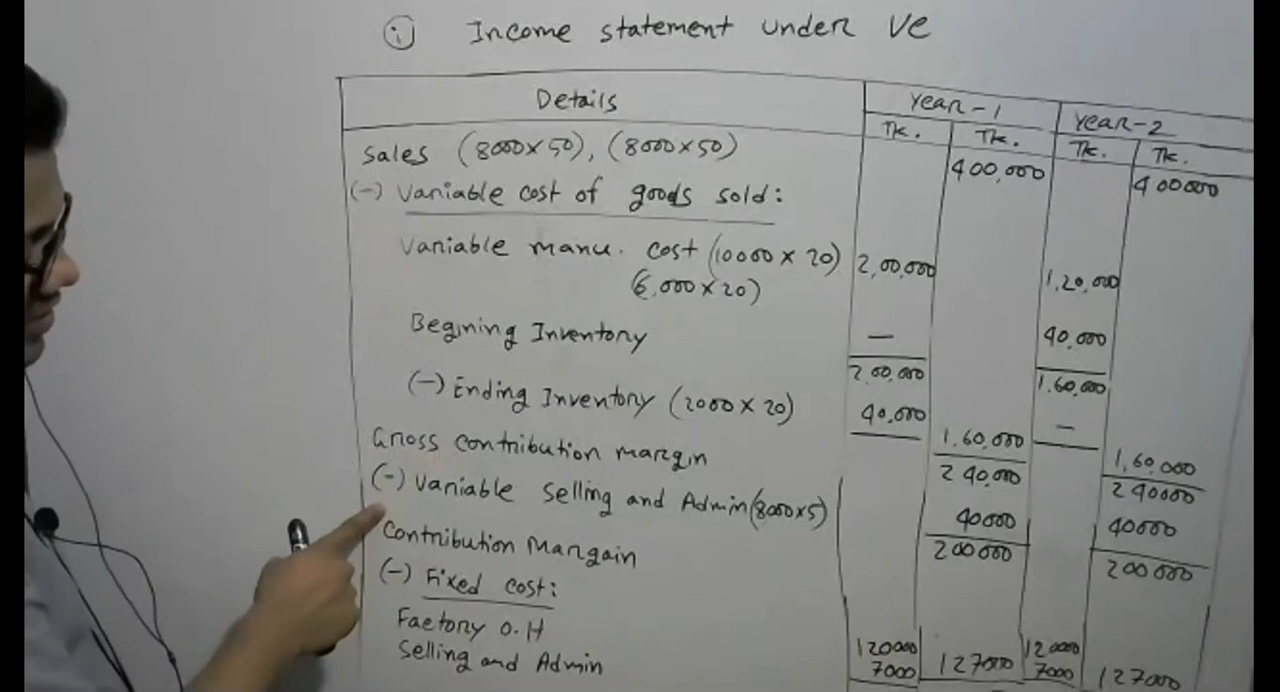 i Income statement under VC
Details Year-1 Year-2
Tk. Tk. Tk. Tk.
Sales (8000×50), (8000×50) 400,000 400000
(-) Variable cost of goods sold:
Variable manu. cost (10000×20) 2,00,000 1,20,000
(6,000×20)
Begining Inventory — 40,000
2,00,000 1,60,000
(-) Ending Inventory (2000×20) 40,000 —
1,60,000 1,60,000
Gross contribution margin 240,000 240000
(-) Variable Selling and Admin (8000×5) 40000 40000
Contribution Margain 200000 200000
(-) Fixed cost:
Factory O.H 120000 120000
Selling and Admin 7000 127000 7000 127000